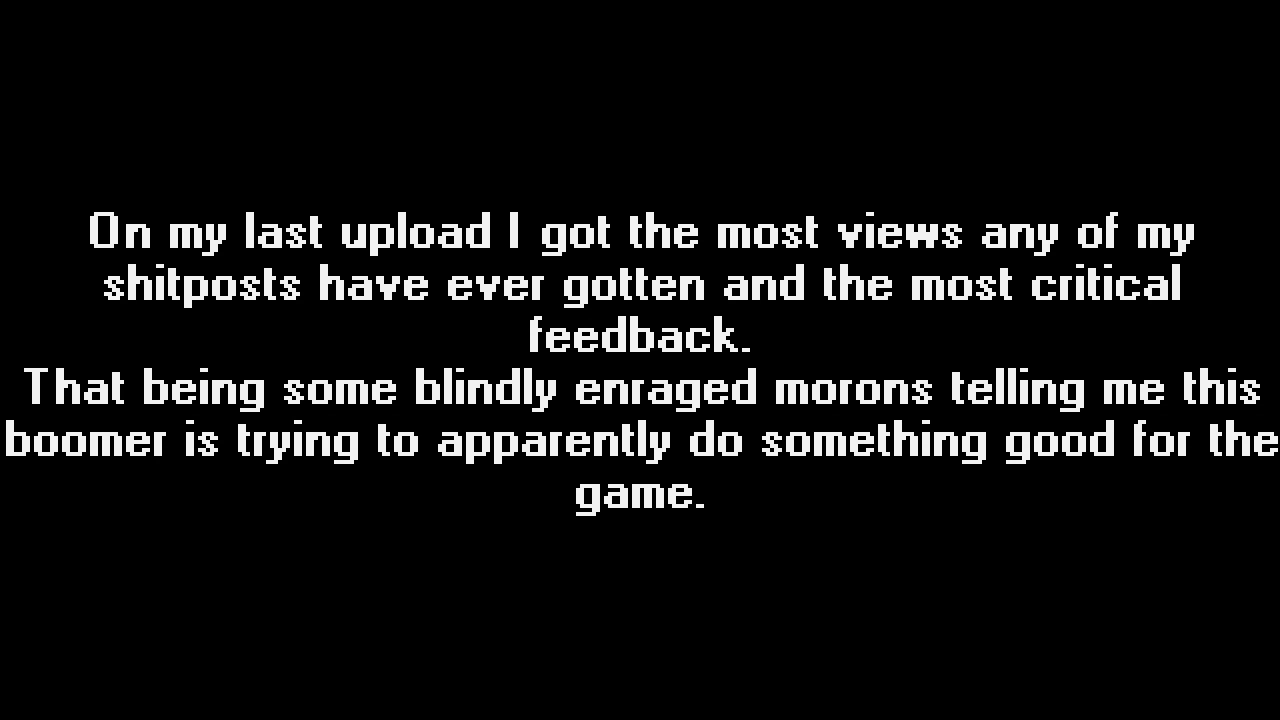 On my last upload I got the most views any of my
shitposts have ever gotten and the most critical
feedback.
That being some blindly enraged morons telling me this
boomer is trying to apparently do something good for the
game.